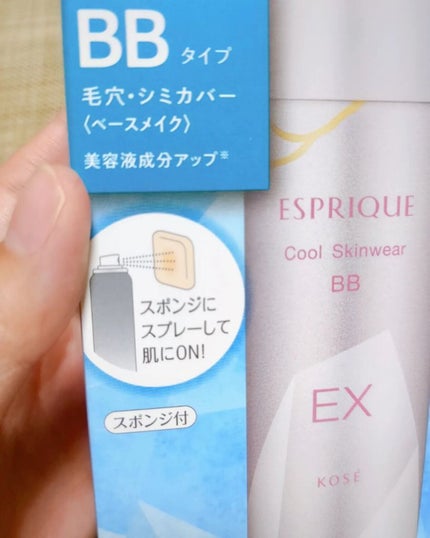 BB タイプ
毛穴・シミカバー
〈ベースメイク〉
美容液成分アップ※
スポンジに
スプレーして
肌にON!
スポンジ付
ESPRIQUE
Cool Skinwear
BB
EX
KOSÉ